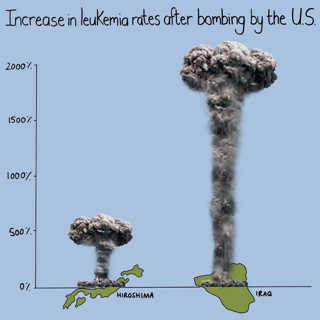 Increase in leukemia rates after bombing by the U.S.
2000%
1500%
1000%
500%
0%
HIROSHIMA
IRAQ